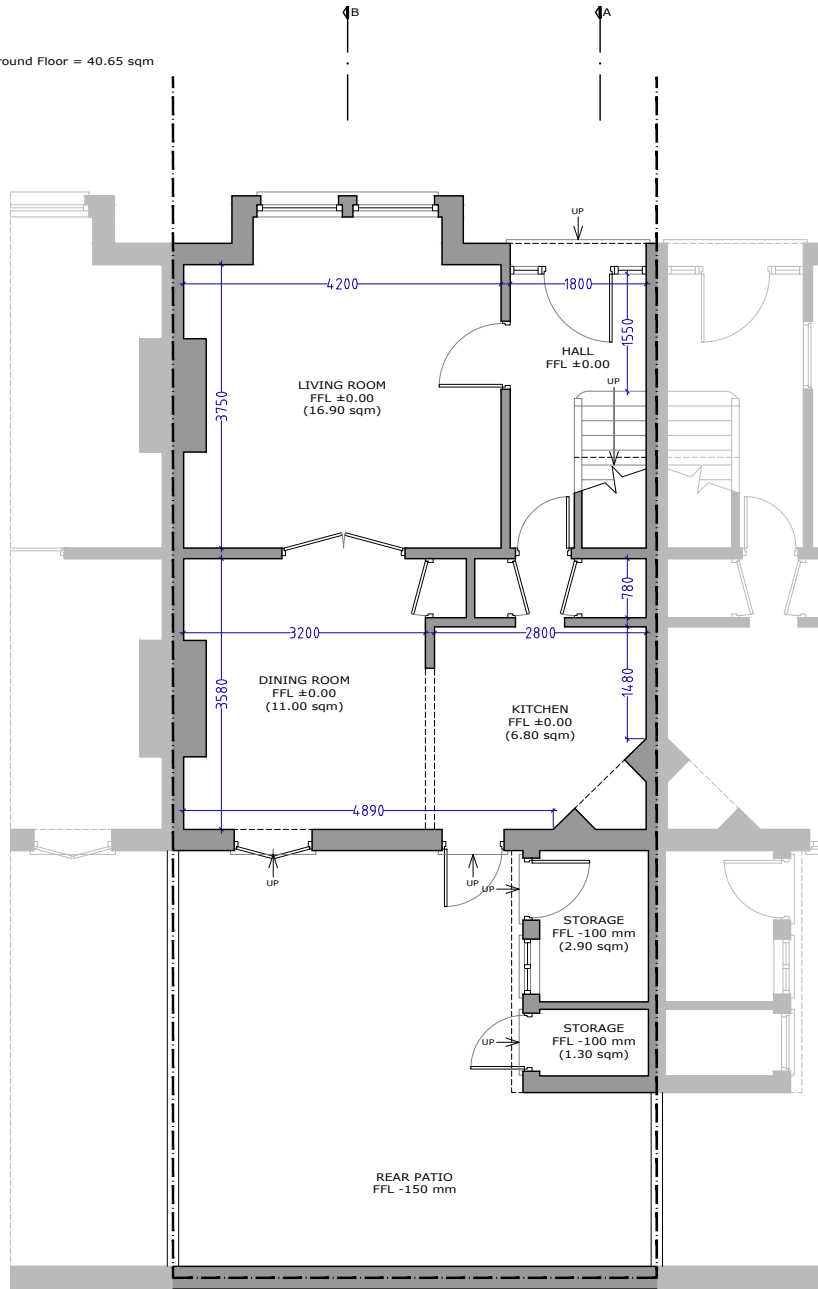 B
A
round Floor = 40.65 sqm
UP
4200
1800
1550
HALL
FFL ±0.00
UP
LIVING ROOM
FFL ±0.00
(16.90 sqm)
3750
780
3200
2800
DINING ROOM
FFL ±0.00
(11.00 sqm)
3580
1480
KITCHEN
FFL ±0.00
(6.80 sqm)
4890
UP
UP
UP
STORAGE
FFL -100 mm
(2.90 sqm)
STORAGE
FFL -100 mm
(1.30 sqm)
UP
REAR PATIO
FFL -150 mm